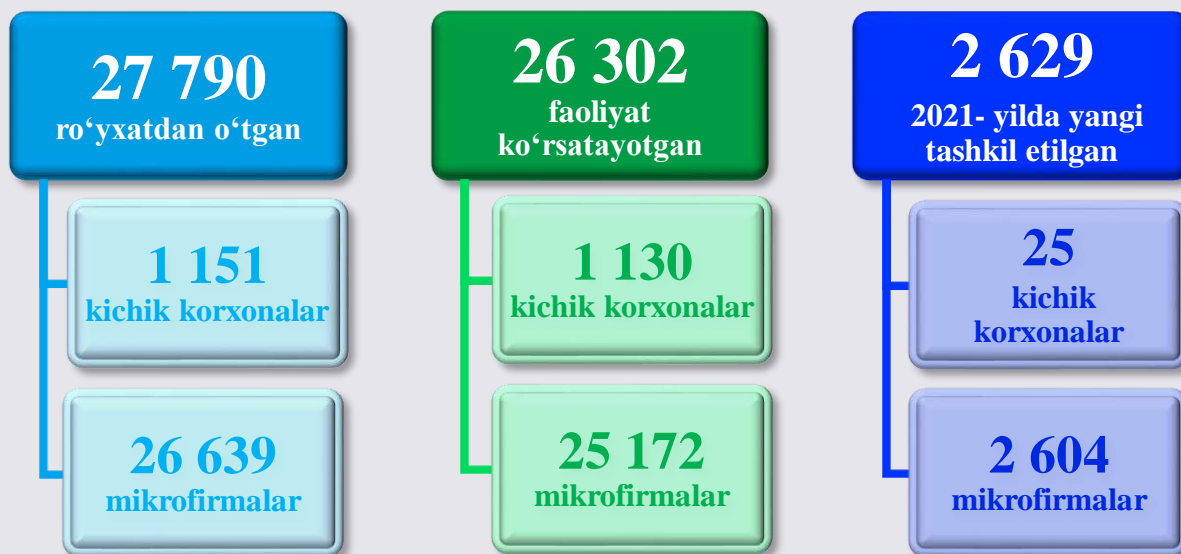 27 790
ro‘yxatdan o‘tgan
1 151
kichik korxonalar
26 639
mikrofirmalar
26 302
faoliyat
ko‘rsatayotgan
1 130
kichik korxonalar
25 172
mikrofirmalar
2 629
2021- yilda yangi
tashkil etilgan
25
kichik
korxonalar
2 604
mikrofirmalar